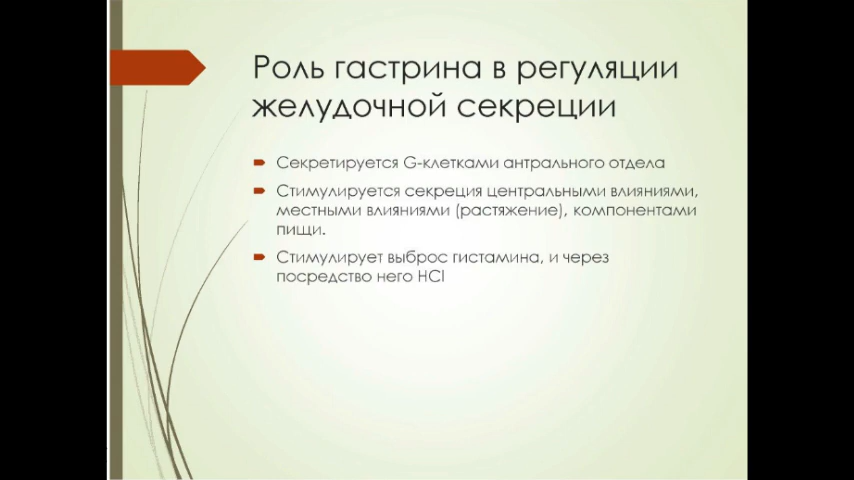 Роль гастрина в регуляции
желудочной секреции
Секретируется G-клетками антрального отдела
Стимулируется секреция центральными влияниями,
местными влияниями (растяжение), компонентами
пищи.
Стимулирует выброс гистамина, и через
посредство него HCl